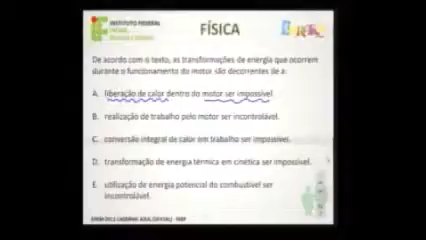 INSTITUTO FEDERAL
FÍSICA
De acordo com o texto, as transformações de energia que ocorrem
durante o funcionamento do motor são decorrentes de a:
A. liberação de calor dentro do motor ser impossível.
B. realização de trabalho pelo motor ser incontrolável.
C. conversão integral de calor em trabalho ser impossível.
D. transformação de energia térmica em cinética ser impossível.
E. utilização de energia potencial do combustível ser
incontrolável.